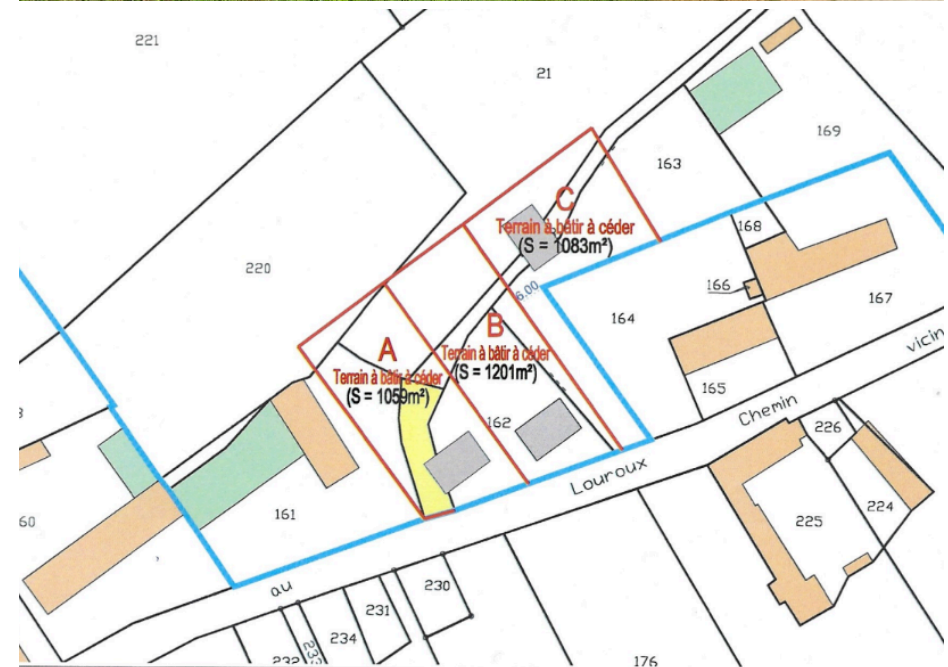 221
21
169
163
C
Terrain à bâtir à céder
(S = 1083m²)
168
220
6.00
166
167
164
B
Terrain à bâtir à céder
(S = 1201m²)
A
Terrain à bâtir à céder
(S = 1059m²)
vicin
165
162
Chemin
226
Louroux
161
60
225
224
au
230
231
234
233
232
176